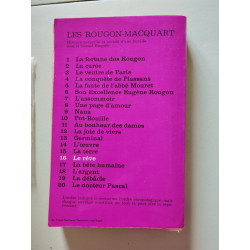 LES ROUGON-MACQUART
1 La fortune des Rougon
2 La curée
3 Le ventre de Paris
4 La conquête de Plassans
5 La faute de l'abbé Mouret
6 Son Excellence Eugène Rougon
7 L'assommoir
8 Une page d'amour
9 Nana
10 Pot-Bouille
11 Au bonheur des dames
12 La joie de vivre
13 Germinal
14 L'œuvre
15 La terre
16 Le rêve
17 La bête humaine
18 L'argent
19 La débâcle
20 Le docteur Pascal